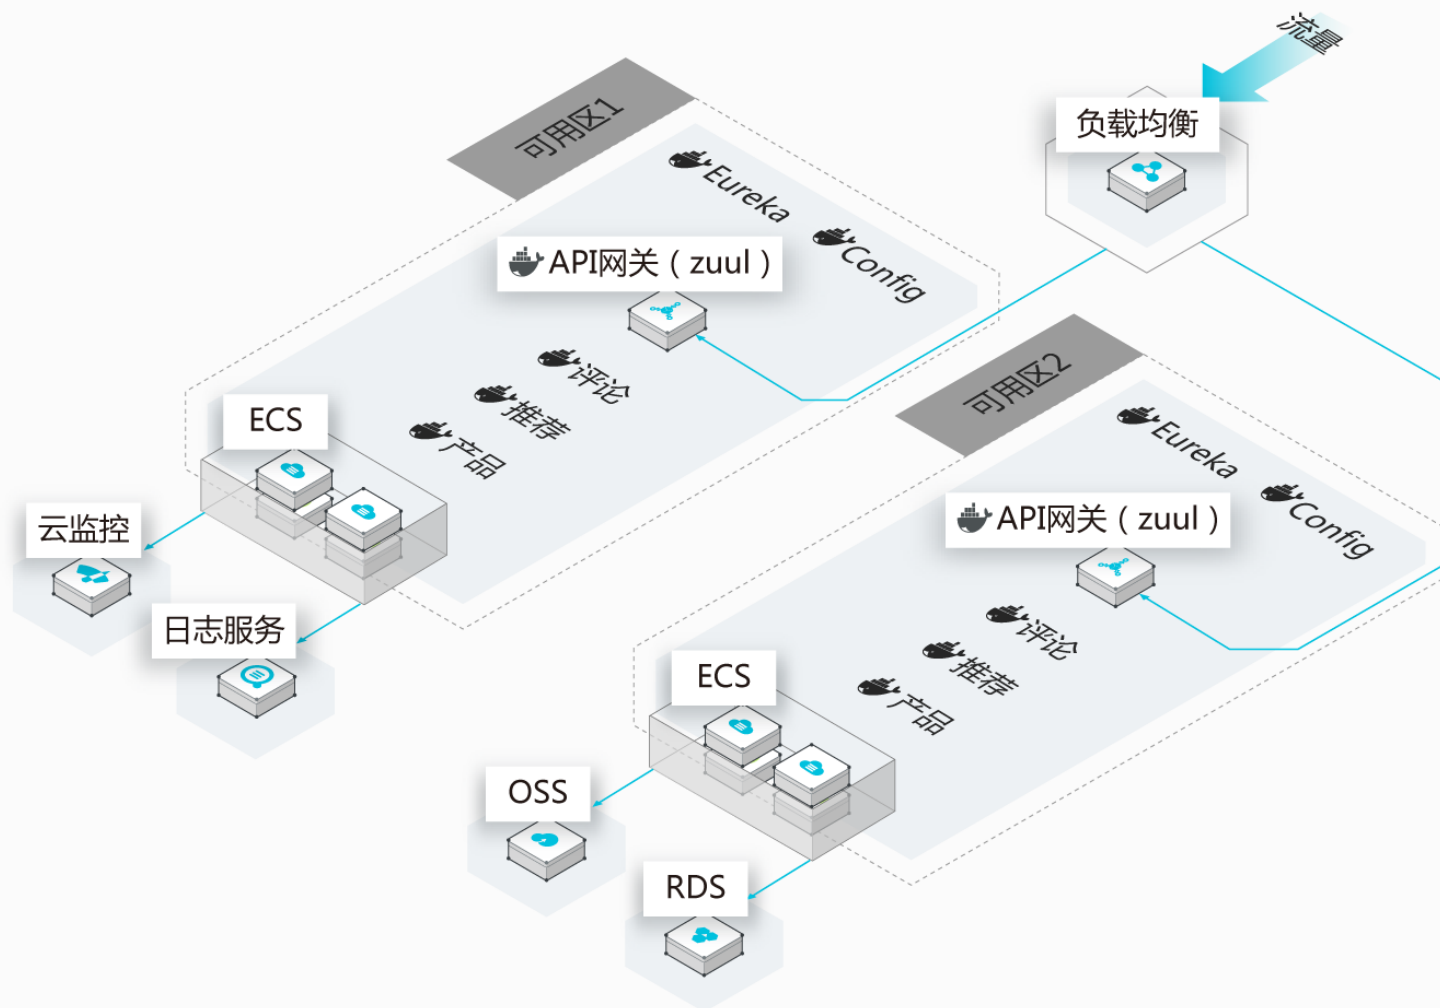 流量
负载均衡
可用区1
Eureka
Config
API网关（zuul）
评论
推荐
产品
ECS
云监控
日志服务
可用区2
Eureka
Config
API网关（zuul）
评论
推荐
产品
ECS
OSS
RDS